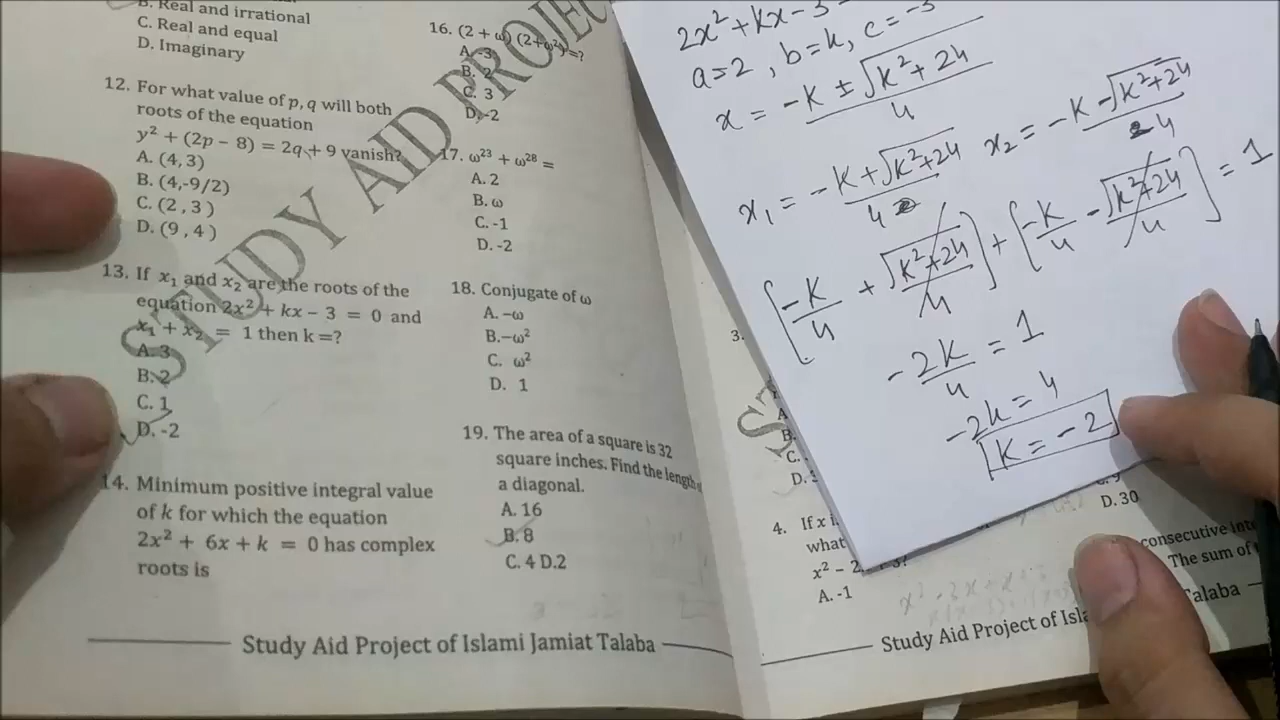 B. Real and irrational
C. Real and equal
D. Imaginary
12. For what value of p, q will both
roots of the equation
y² + (2p − 8) = 2q + 9 vanish?
A. (4, 3)
B. (4,-9/2)
C. (2 , 3 )
D. (9 , 4 )
13. If x₁ and x₂ are the roots of the
equation 2x² + kx − 3 = 0 and
x₁ + x₂ = 1 then k =?
A. 3
B. 2
C. 1
D. -2
14. Minimum positive integral value
of k for which the equation
2x² + 6x + k = 0 has complex
roots is
16. (2 + ω) (2+ω²)=?
A. -3
B. 2
C. 3
D. -2
17. ω²³ + ω²⁸ =
A. 2
B. ω
C. -1
D. -2
18. Conjugate of ω
A. −ω
B.−ω²
C. ω²
D. 1
19. The area of a square is 32
square inches. Find the length
a diagonal.
A. 16
B. 8
C. 4 D.2
Study Aid Project of Islami Jamiat Talaba
STUDY AID PROJEC
2x² + kx - 3
a = 2 , b = k , c = -3
x = -k ± √k² + 24 / 4
x₁ = -k + √k²+24 / 4
x₂ = -k - √k²+24 / 4
[-k/4 + √k²+24/4] + [-k/4 - √k²+24/4] = 1
-2k/4 = 1
-2k = 4
k = -2
3.
A
B.
C.
D.
D. 30
4. If x i
what
x² − 2
A. -1
consecutive int
The sum of
Study Aid Project of Isla
Talaba